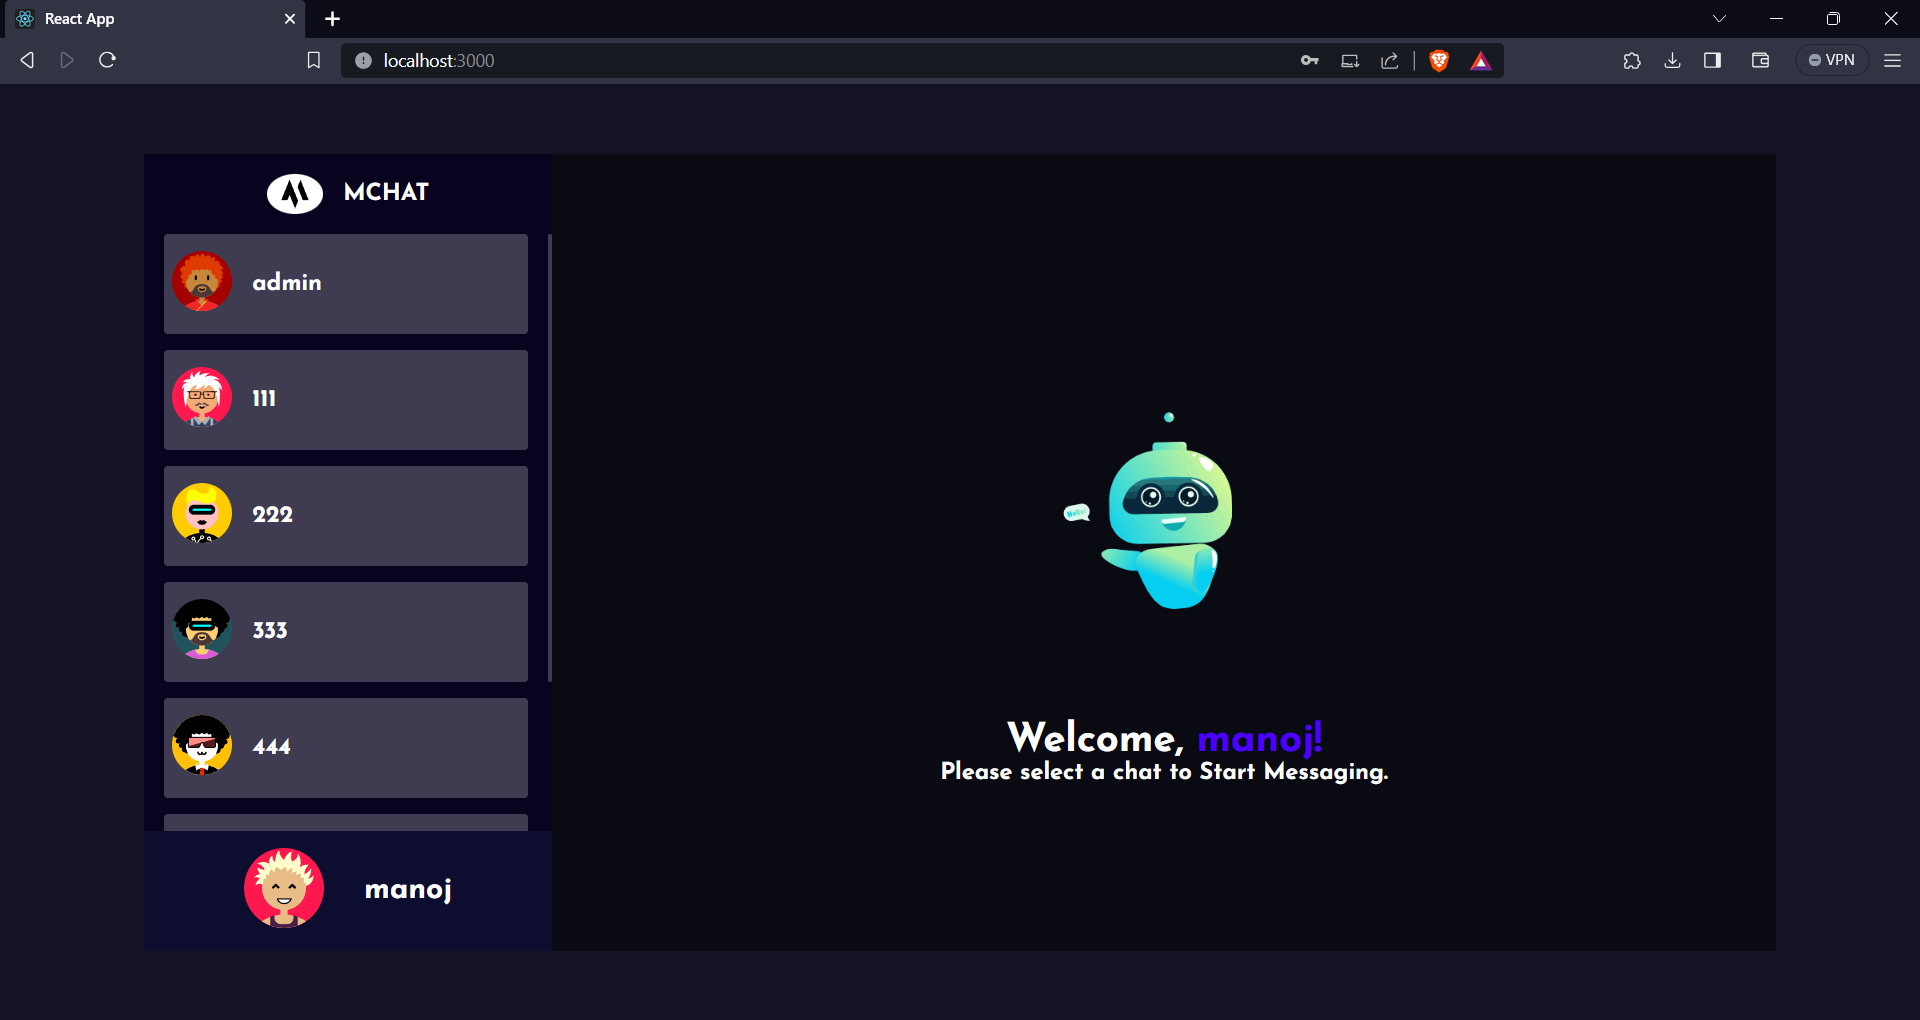 React App
localhost:3000
VPN
MCHAT
admin
111
222
333
444
manoj
Hello!
Welcome, manoj!
Please select a chat to Start Messaging.